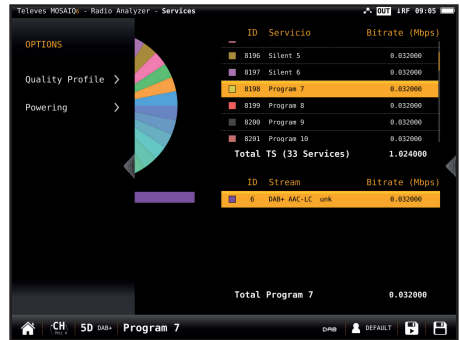 Televes MOSAIQ6 - Radio Analyzer - Services OUT ↓RF 09:05
OPTIONS
Quality Profile >
Powering >
ID Servicio Bitrate (Mbps)
8196 Silent 5 0.032000
8197 Silent 6 0.032000
8198 Program 7 0.032000
8199 Program 8 0.032000
8200 Program 9 0.032000
8201 Program 10 0.032000
Total TS (33 Services) 1.024000
ID Stream Bitrate (Mbps)
6 DAB+ AAC-LC unk 0.032000
Total Program 7 0.032000
CH 5D DAB+ Program 7 DAB DEFAULT